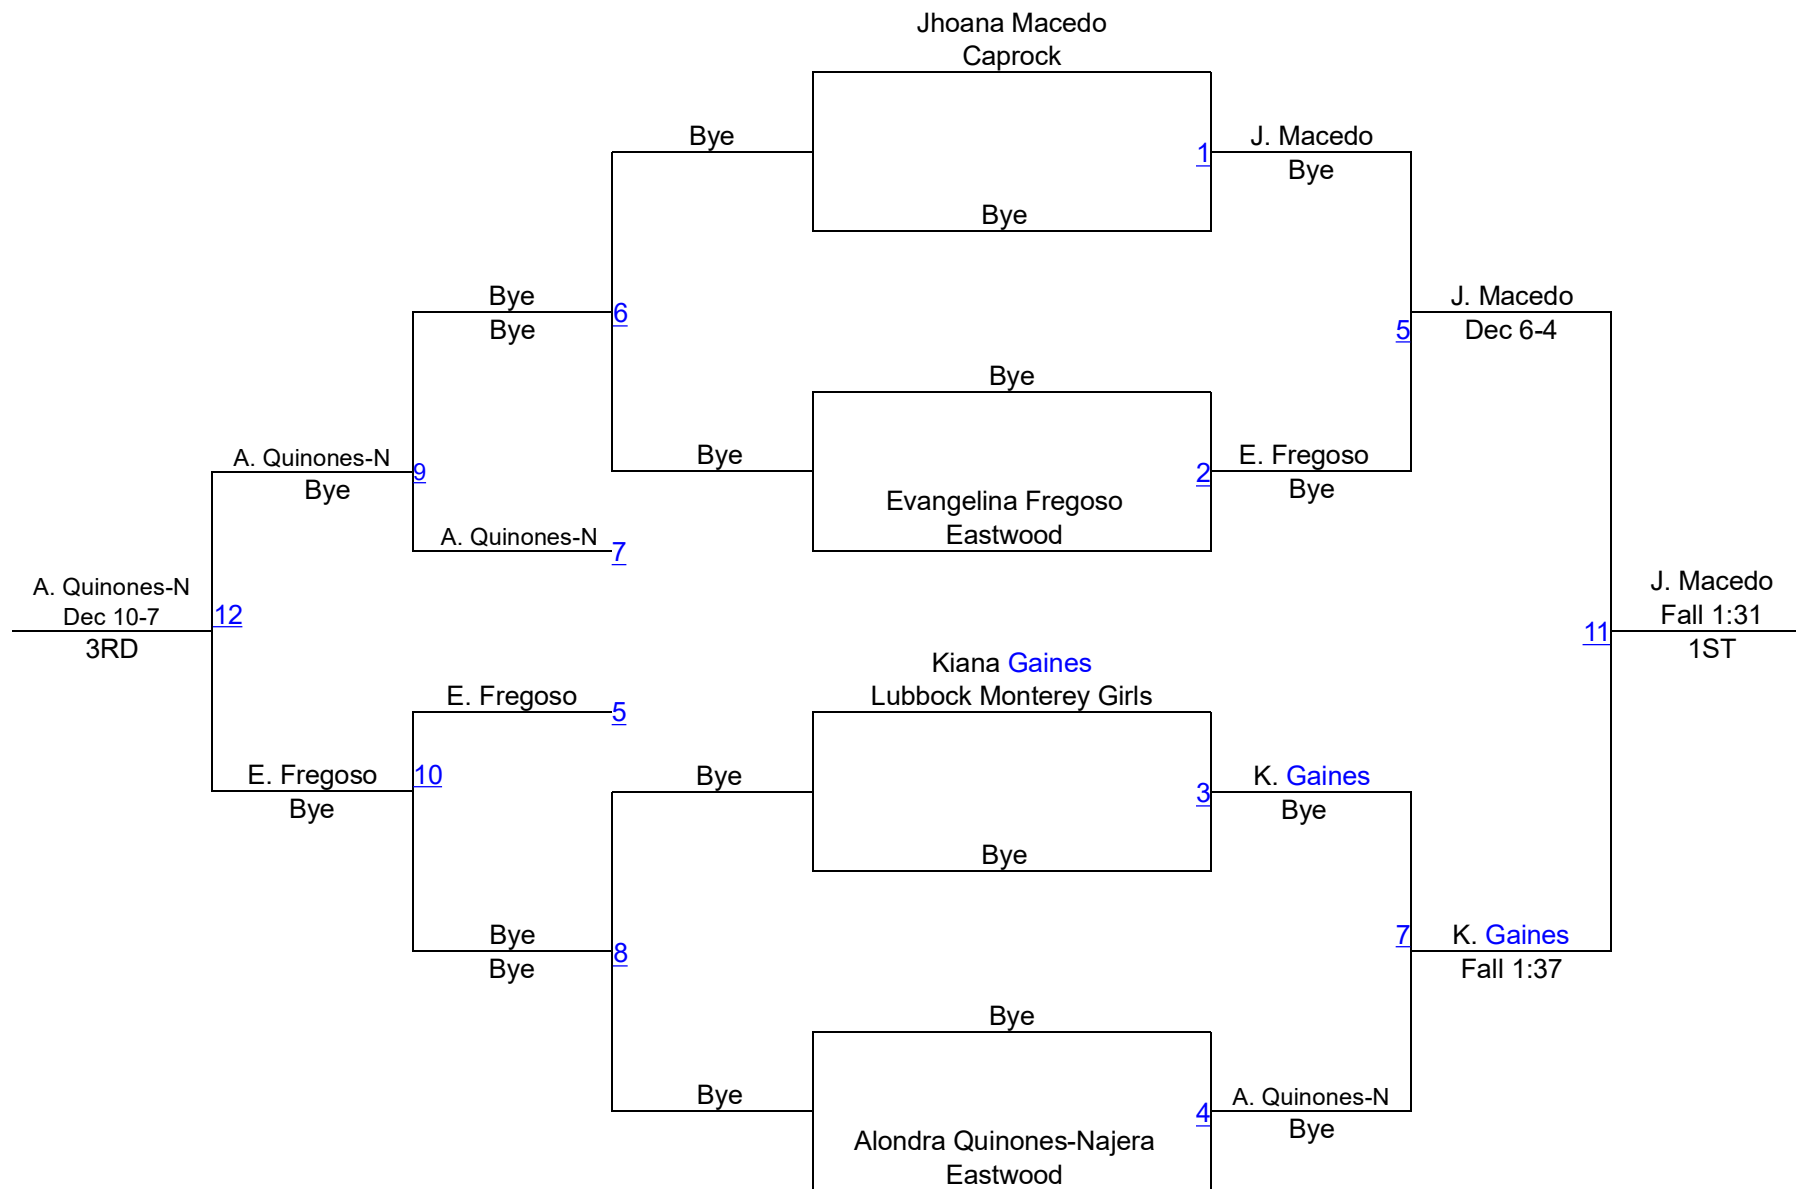 Jhoana Macedo
Caprock
Bye
1
J. Macedo
Bye
Bye
Bye
6
Bye
J. Macedo
5
Dec 6-4
Bye
A. Quinones-N
9
Bye
Bye
2
E. Fregoso
Bye
Evangelina Fregoso
Eastwood
A. Quinones-N
7
A. Quinones-N
Dec 10-7
12
3RD
J. Macedo
Fall 1:31
11
1ST
Kiana Gaines
Lubbock Monterey Girls
E. Fregoso
5
E. Fregoso
10
Bye
Bye
3
K. Gaines
Bye
Bye
Bye
8
Bye
7
K. Gaines
Fall 1:37
Bye
Bye
4
A. Quinones-N
Bye
Alondra Quinones-Najera
Eastwood